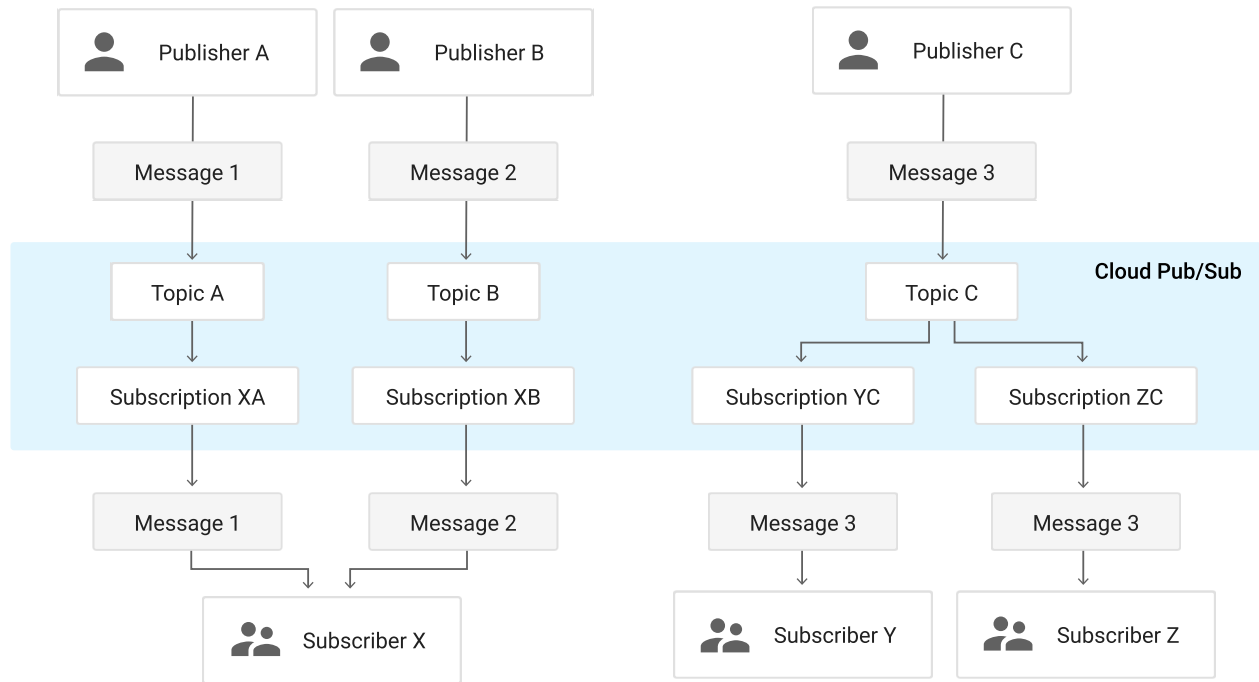 Publisher A
Publisher B
Publisher C
Message 1
Message 2
Message 3
Cloud Pub/Sub
Topic A
Topic B
Topic C
Subscription XA
Subscription XB
Subscription YC
Subscription ZC
Message 1
Message 2
Message 3
Message 3
Subscriber X
Subscriber Y
Subscriber Z